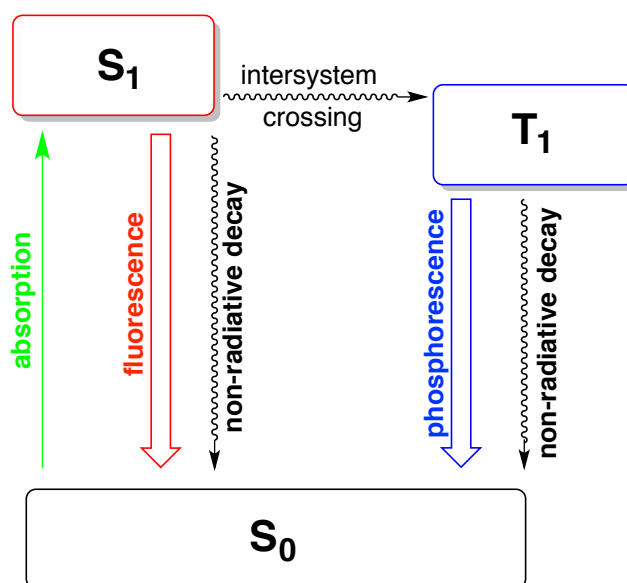 S₁
intersystem
crossing
T₁
absorption
fluorescence
non-radiative decay
phosphorescence
non-radiative decay
S₀